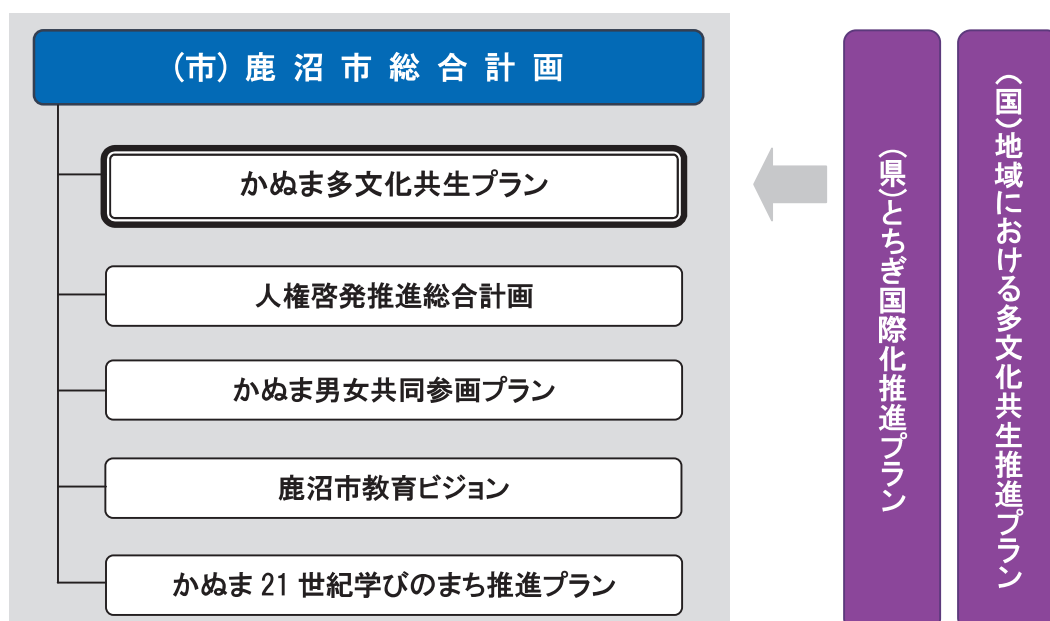 (市)鹿沼市総合計画
かぬま多文化共生プラン
人権啓発推進総合計画
かぬま男女共同参画プラン
鹿沼市教育ビジョン
かぬま 21 世紀学びのまち推進プラン
(国)地域における多文化共生推進プラン
(県)とちぎ国際化推進プラン